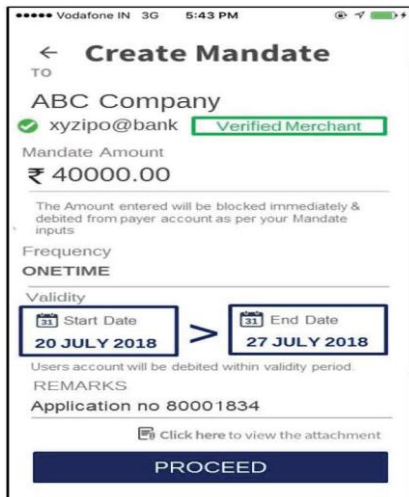 Vodafone IN 3G 5:43 PM
← Create Mandate
TO
ABC Company
xyzipo@bank Verified Merchant
Mandate Amount
₹ 40000.00
The Amount entered will be blocked immediately &
debited from payer account as per your Mandate
inputs
Frequency
ONETIME
Validity
31 Start Date > 31 End Date
20 JULY 2018 27 JULY 2018
Users account will be debited within validity period.
REMARKS
Application no 80001834
Click here to view the attachment
PROCEED